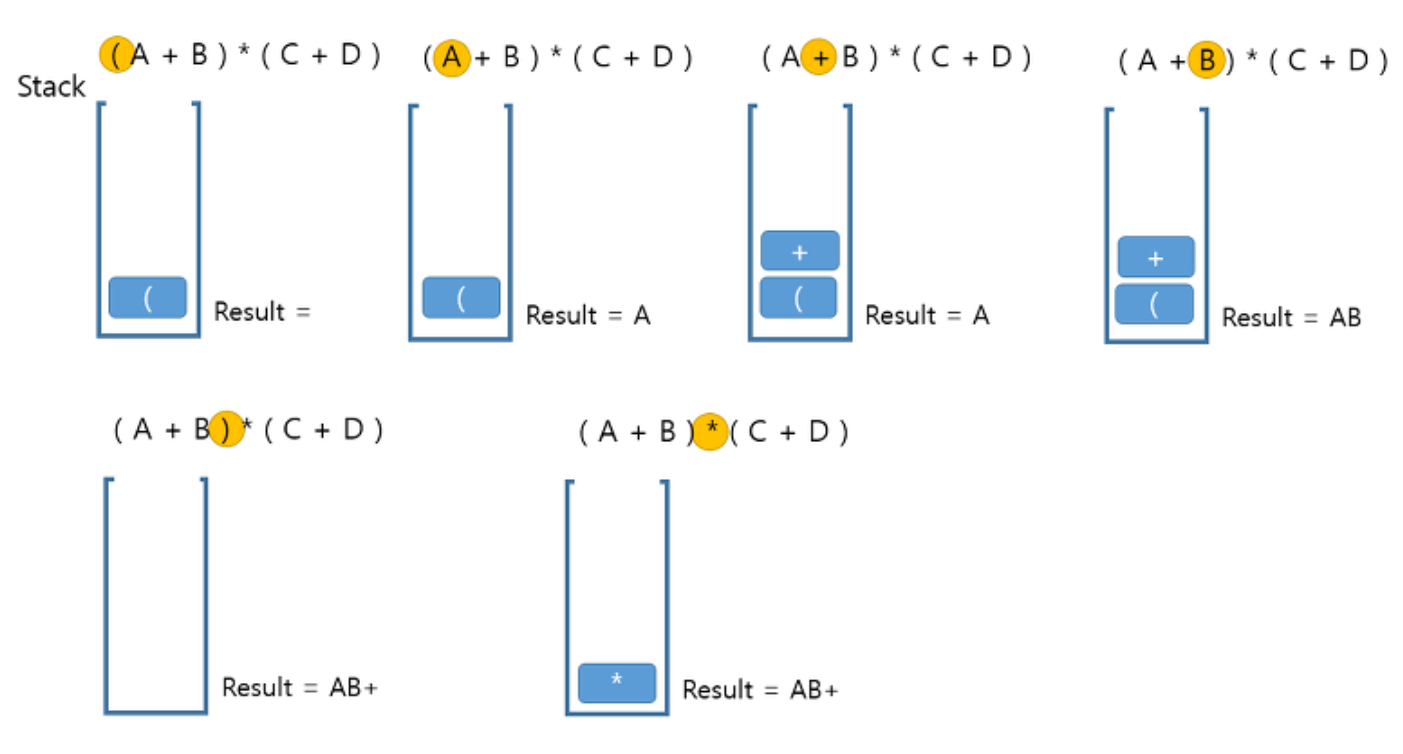 ( A + B ) * ( C + D )
( A + B ) * ( C + D )
( A + B ) * ( C + D )
( A + B ) * ( C + D )
Stack
(
Result =
(
Result = A
+
(
Result = A
+
(
Result = AB
( A + B ) * ( C + D )
( A + B ) * ( C + D )
Result = AB+
*
Result = AB+